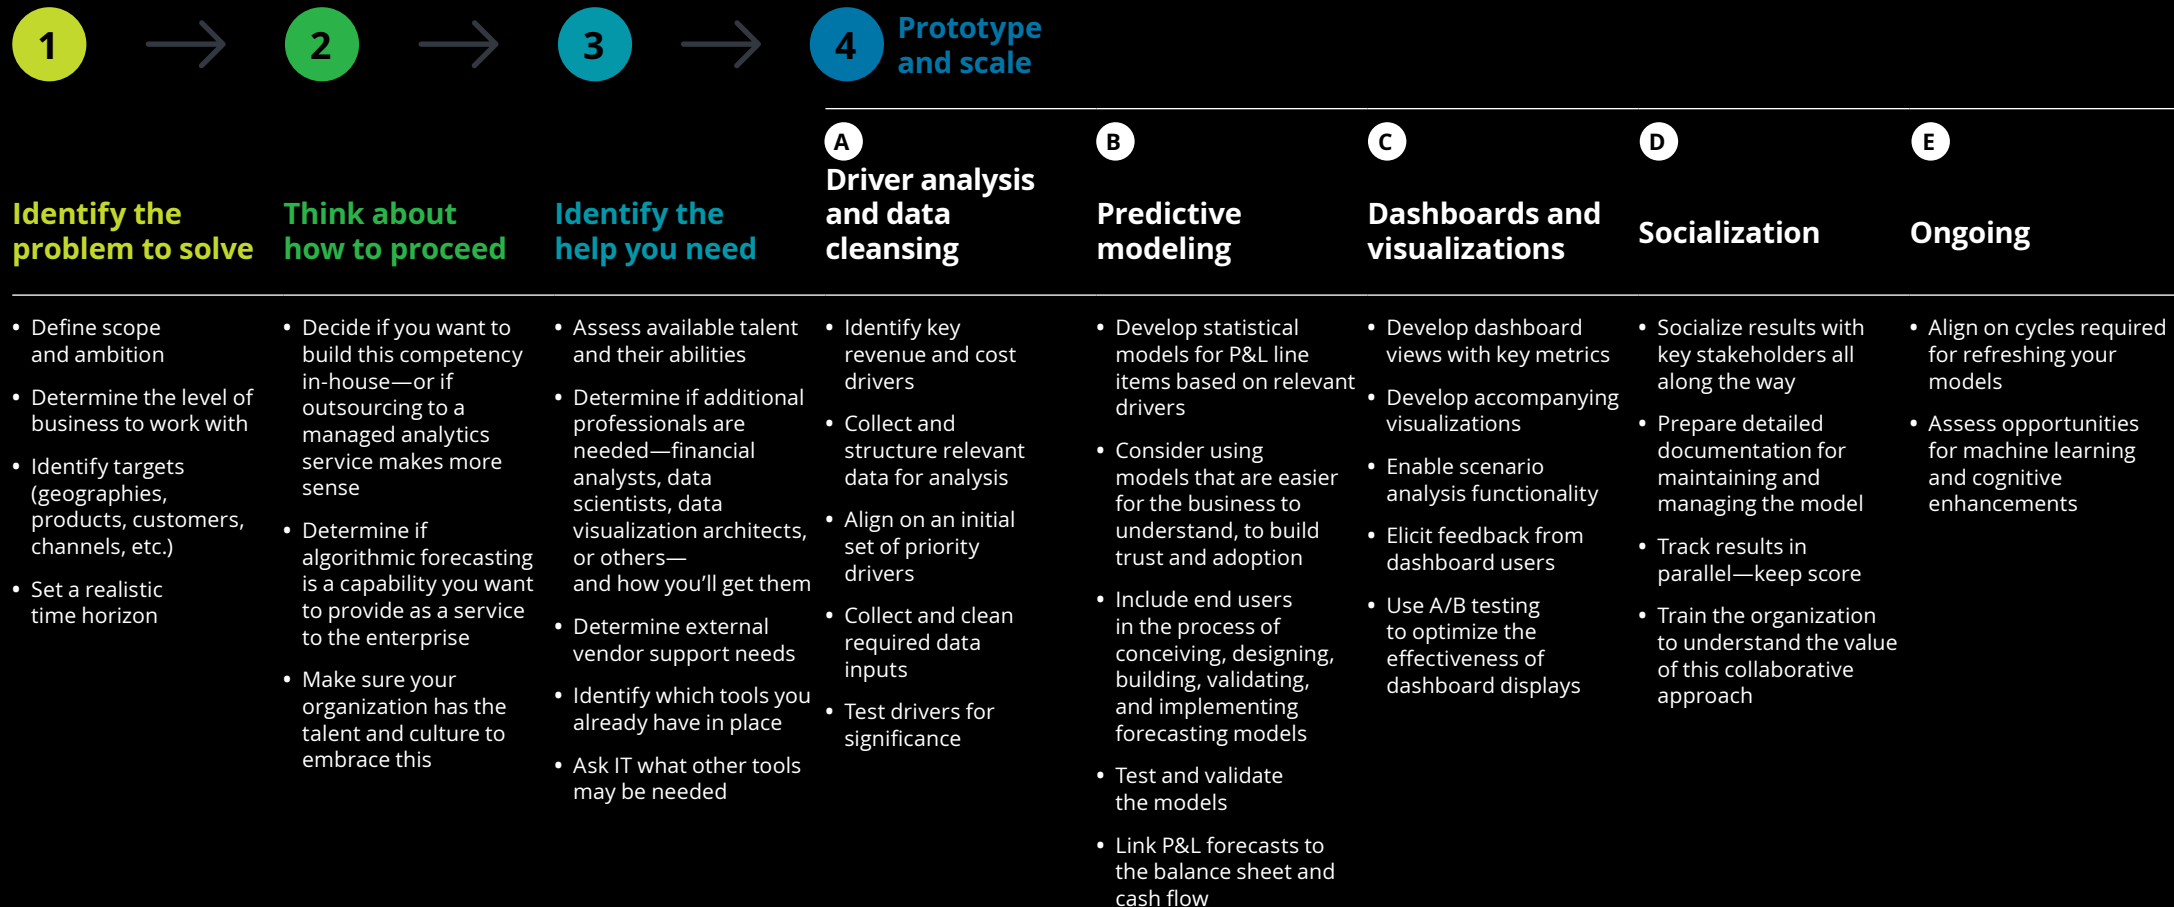 1
2
3
4
Prototype
and scale
Identify the
problem to solve
• Define scope
and ambition
• Determine the level of
business to work with
• Identify targets
(geographies,
products, customers,
channels, etc.)
• Set a realistic
time horizon
Think about
how to proceed
• Decide if you want to
build this competency
in-house—or if
outsourcing to a
managed analytics
service makes more
sense
• Determine if
algorithmic forecasting
is a capability you want
to provide as a service
to the enterprise
• Make sure your
organization has the
talent and culture to
embrace this
Identify the
help you need
• Assess available talent
and their abilities
• Determine if additional
professionals are
needed—financial
analysts, data
scientists, data
visualization architects,
or others—
and how you’ll get them
• Determine external
vendor support needs
• Identify which tools you
already have in place
• Ask IT what other tools
may be needed
A
Driver analysis
and data
cleansing
• Identify key
revenue and cost
drivers
• Collect and
structure relevant
data for analysis
• Align on an initial
set of priority
drivers
• Collect and clean
required data
inputs
• Test drivers for
significance
B
Predictive
modeling
• Develop statistical
models for P&L line
items based on relevant
drivers
• Consider using
models that are easier
for the business to
understand, to build
trust and adoption
• Include end users
in the process of
conceiving, designing,
building, validating,
and implementing
forecasting models
• Test and validate
the models
• Link P&L forecasts to
the balance sheet and
cash flow
C
Dashboards and
visualizations
• Develop dashboard
views with key metrics
• Develop accompanying
visualizations
• Enable scenario
analysis functionality
• Elicit feedback from
dashboard users
• Use A/B testing
to optimize the
effectiveness of
dashboard displays
D
Socialization
• Socialize results with
key stakeholders all
along the way
• Prepare detailed
documentation for
maintaining and
managing the model
• Track results in
parallel—keep score
• Train the organization
to understand the value
of this collaborative
approach
E
Ongoing
• Align on cycles required
for refreshing your
models
• Assess opportunities
for machine learning
and cognitive
enhancements